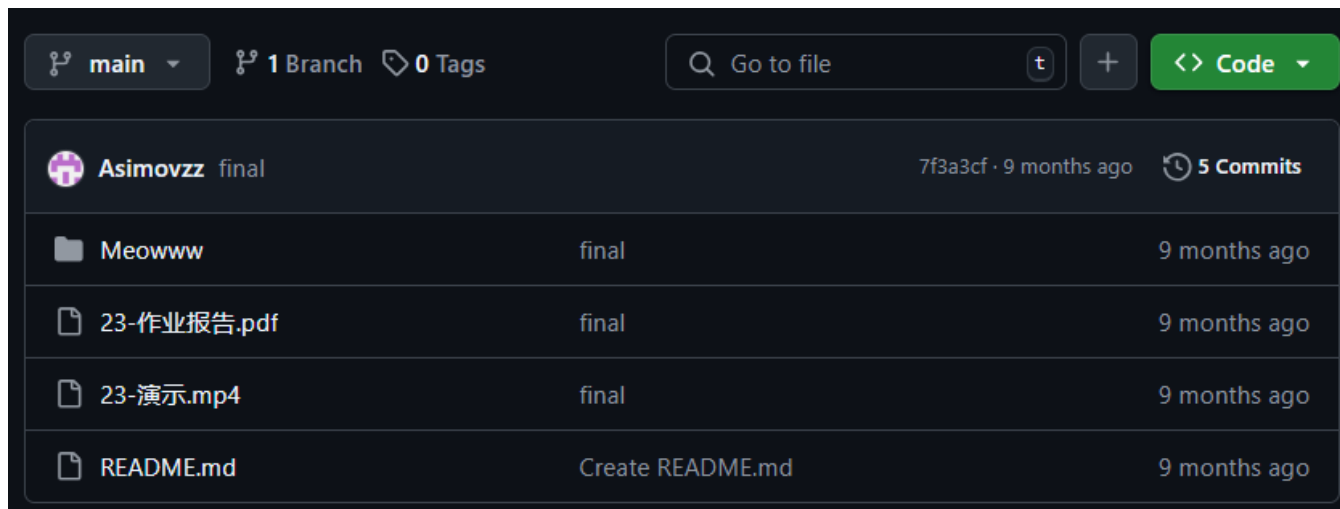 main 1 Branch 0 Tags Go to file t + <> Code
Asimovzz final 7f3a3cf · 9 months ago 5 Commits
Meowww final 9 months ago
23-作业报告.pdf final 9 months ago
23-演示.mp4 final 9 months ago
README.md Create README.md 9 months ago